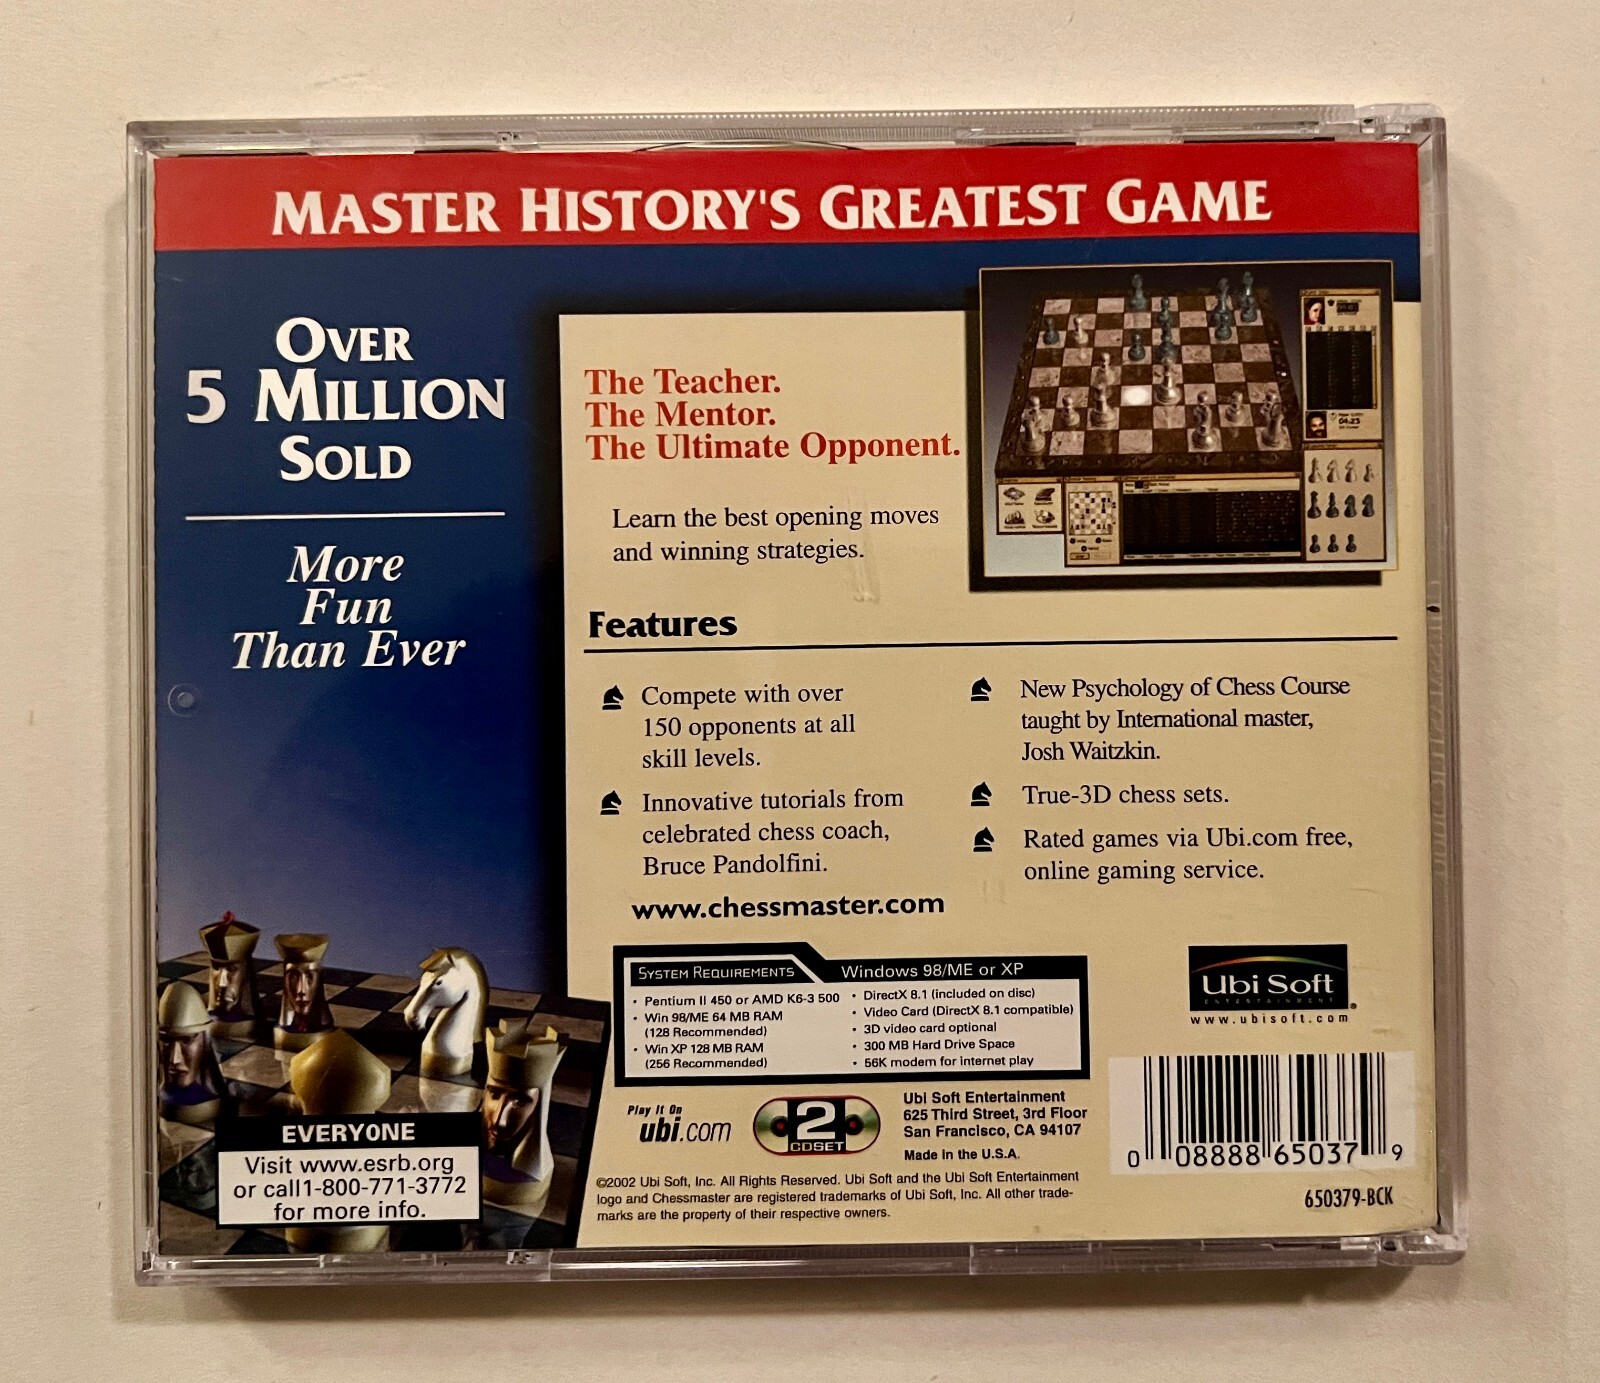 MASTER HISTORY'S GREATEST GAME
OVER
5 MILLION
SOLD
More
Fun
Than Ever
The Teacher.
The Mentor.
The Ultimate Opponent.
Learn the best opening moves
and winning strategies.
Features
Compete with over
150 opponents at all
skill levels.
Innovative tutorials from
celebrated chess coach,
Bruce Pandolfini.
New Psychology of Chess Course
taught by International master,
Josh Waitzkin.
True-3D chess sets.
Rated games via Ubi.com free,
online gaming service.
www.chessmaster.com
SYSTEM REQUIREMENTS
Windows 98/ME or XP
• Pentium II 450 or AMD K6-3 500
• Win 98/ME 64 MB RAM
(128 Recommended)
• Win XP 128 MB RAM
(256 Recommended)
• DirectX 8.1 (included on disc)
• Video Card (DirectX 8.1 compatible)
• 3D video card optional
• 300 MB Hard Drive Space
• 56K modem for internet play
Ubi Soft
ENTERTAINMENT
www.ubisoft.com
EVERYONE
Visit www.esrb.org
or call1-800-771-3772
for more info.
Play It On
ubi.com
2
CDSET
Ubi Soft Entertainment
625 Third Street, 3rd Floor
San Francisco, CA 94107
Made in the U.S.A.
©2002 Ubi Soft, Inc. All Rights Reserved. Ubi Soft and the Ubi Soft Entertainment
logo and Chessmaster are registered trademarks of Ubi Soft, Inc. All other trade-
marks are the property of their respective owners.
0 08888 65037 9
650379-BCK